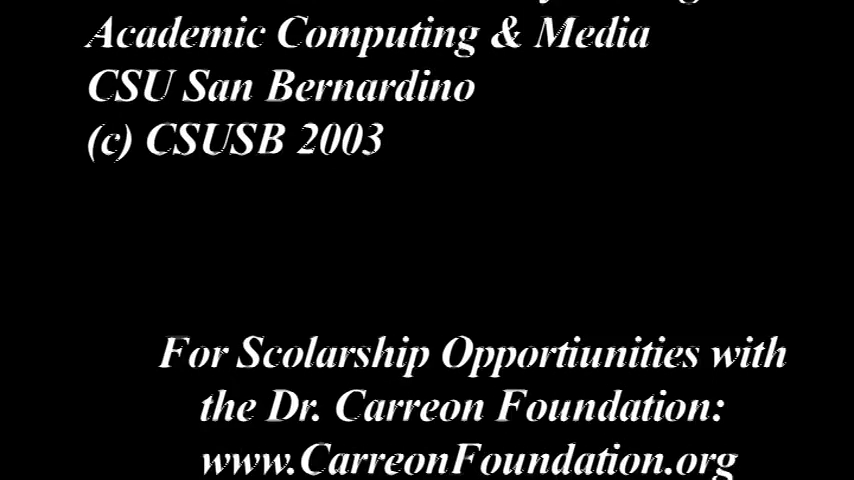 Academic Computing & Media
CSU San Bernardino
(c) CSUSB 2003
For Scolarship Opportiunities with
the Dr. Carreon Foundation:
www.CarreonFoundation.org